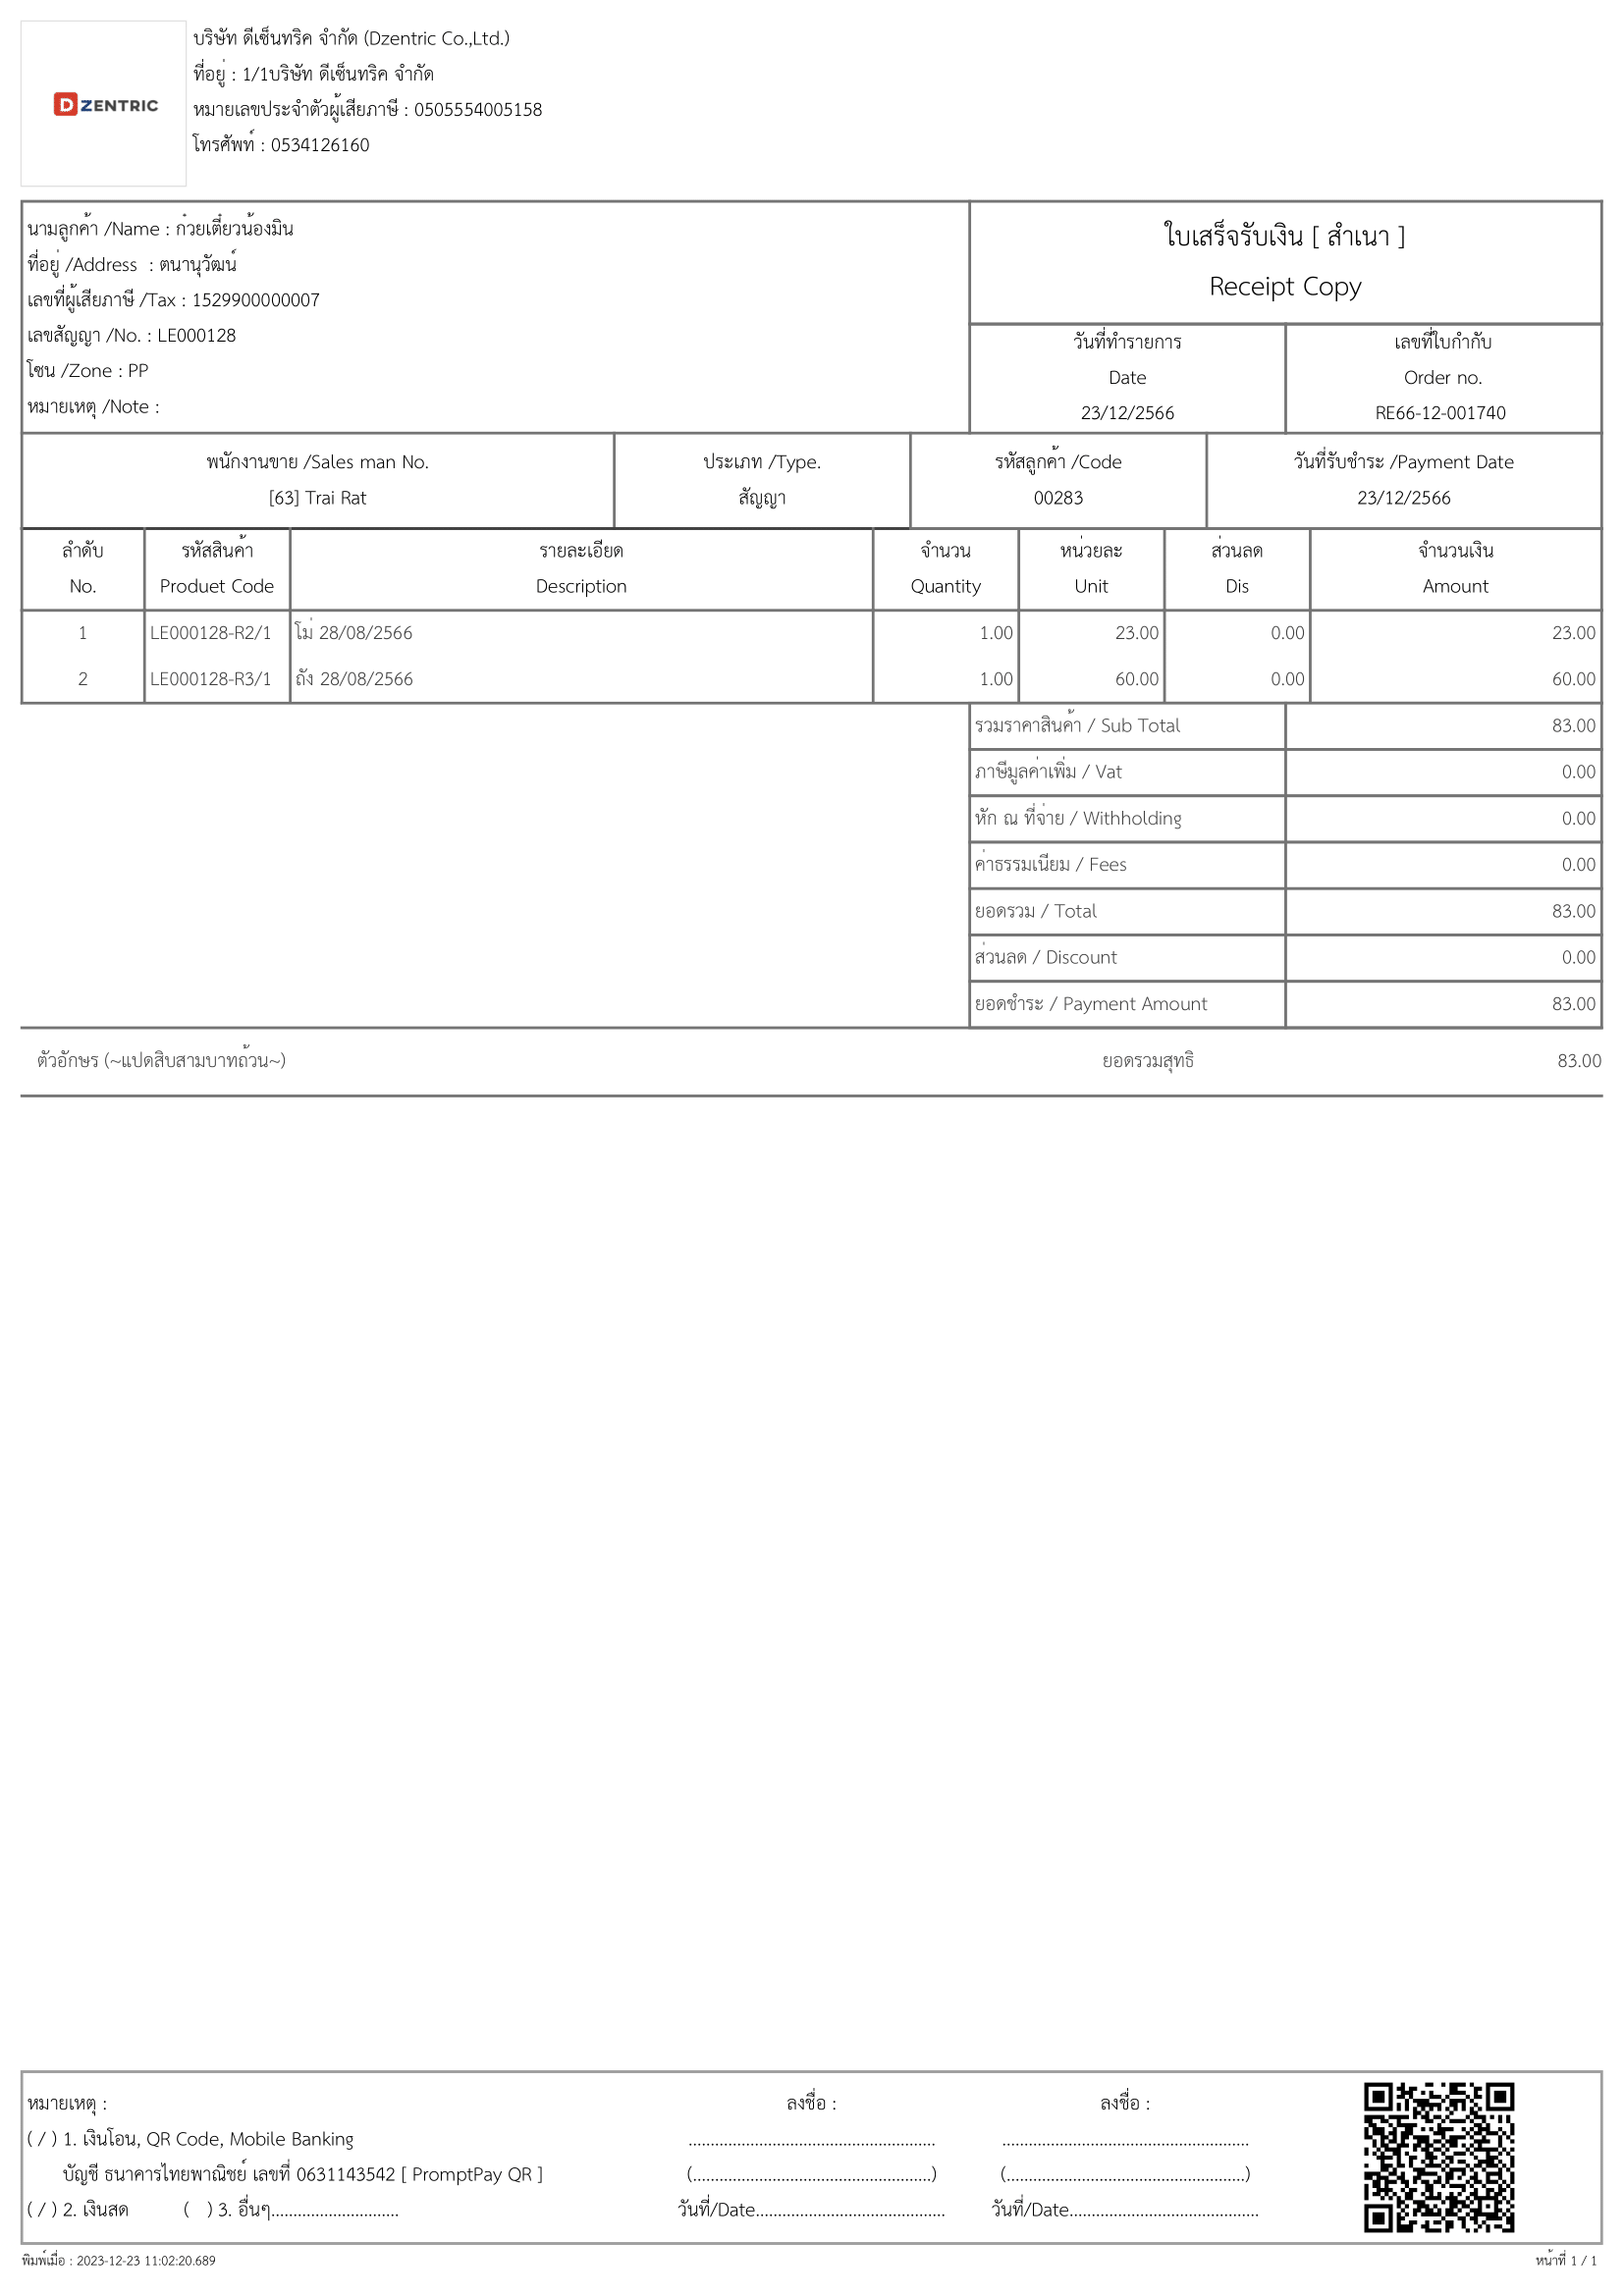 D ZENTRIC
บริษัท ดีเซ็นทริค จำกัด (Dzentric Co.,Ltd.)
ที่อยู่ : 1/1บริษัท ดีเซ็นทริค จำกัด
หมายเลขประจำตัวผู้เสียภาษี : 0505554005158
โทรศัพท์ : 0534126160
นามลูกค้า /Name : ก๋วยเตี๋ยวน้องมิน
ที่อยู่ /Address : ตนานุวัฒน์
เลขที่ผู้เสียภาษี /Tax : 1529900000007
เลขสัญญา /No. : LE000128
โซน /Zone : PP
หมายเหตุ /Note :
ใบเสร็จรับเงิน [ สำเนา ]
Receipt Copy
วันที่ทำรายการ เลขที่ใบกำกับ
Date Order no.
23/12/2566 RE66-12-001740
พนักงานขาย /Sales man No. ประเภท /Type. รหัสลูกค้า /Code วันที่รับชำระ /Payment Date
[63] Trai Rat สัญญา 00283 23/12/2566
ลำดับ รหัสสินค้า รายละเอียด จำนวน หน่วยละ ส่วนลด จำนวนเงิน
No. Produet Code Description Quantity Unit Dis Amount
1 LE000128-R2/1 โม่ 28/08/2566 1.00 23.00 0.00 23.00
2 LE000128-R3/1 ถัง 28/08/2566 1.00 60.00 0.00 60.00
รวมราคาสินค้า / Sub Total 83.00
ภาษีมูลค่าเพิ่ม / Vat 0.00
หัก ณ ที่จ่าย / Withholding 0.00
ค่าธรรมเนียม / Fees 0.00
ยอดรวม / Total 83.00
ส่วนลด / Discount 0.00
ยอดชำระ / Payment Amount 83.00
ตัวอักษร (~แปดสิบสามบาทถ้วน~) ยอดรวมสุทธิ 83.00
หมายเหตุ : ลงชื่อ : ลงชื่อ :
( / ) 1. เงินโอน, QR Code, Mobile Banking ........................................................ ........................................................
บัญชี ธนาคารไทยพาณิชย์ เลขที่ 0631143542 [ PromptPay QR ] (......................................................) (......................................................)
( / ) 2. เงินสด ( ) 3. อื่นๆ............................. วันที่/Date........................................... วันที่/Date...........................................
พิมพ์เมื่อ : 2023-12-23 11:02:20.689 หน้าที่ 1 / 1